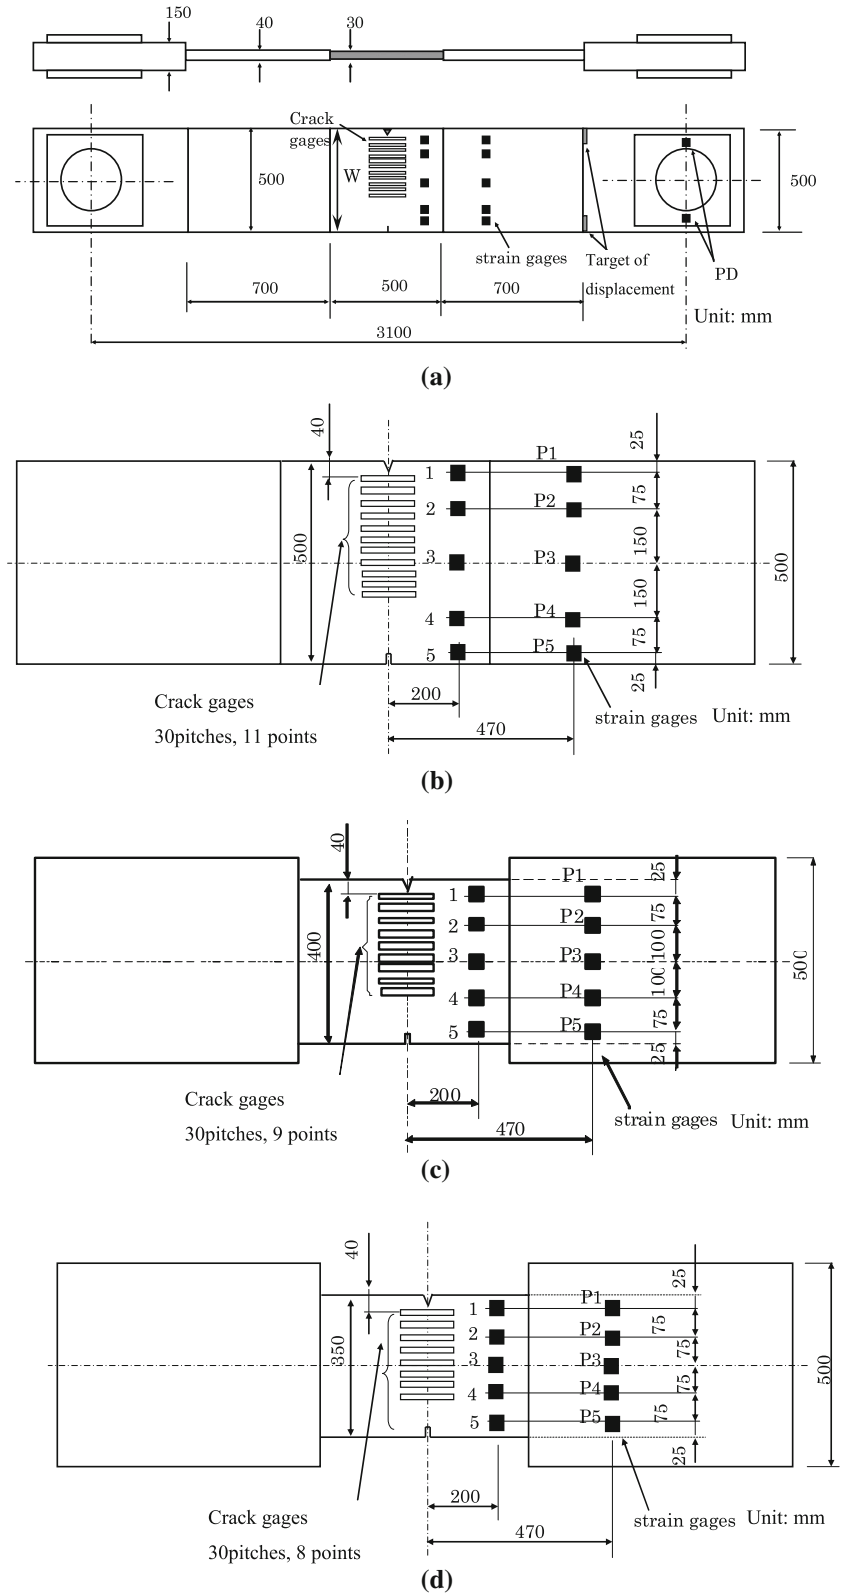 150
40
30
Crack
gages
W
500
500
strain gages
Target of
displacement
PD
700
500
700
Unit: mm
3100
(a)
40
25
P1
1
75
P2
2
150
500
3
P3
500
150
P4
4
75
P5
5
25
200
Crack gages
strain gages
Unit: mm
30pitches, 11 points
470
(b)
40
25
P1
1
75
P2
2
100
400
3
P3
500
100
P4
4
75
P5
5
25
200
Crack gages
strain gages
Unit: mm
30pitches, 9 points
470
(c)
40
25
P1
1
75
P2
2
75
350
3
P3
500
75
P4
4
75
P5
5
25
200
Crack gages
strain gages
Unit: mm
470
30pitches, 8 points
(d)